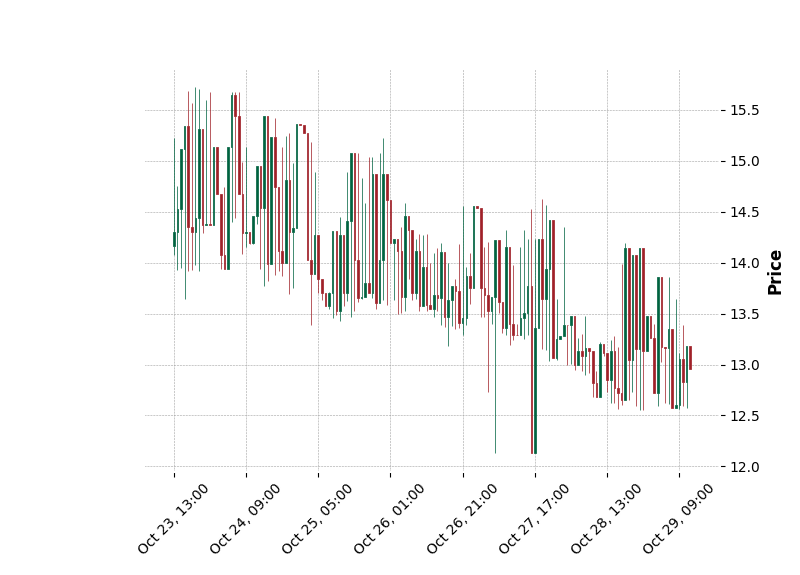 15.5
15.0
14.5
14.0
13.5
13.0
12.5
12.0
Price
Oct 23, 13:00
Oct 24, 09:00
Oct 25, 05:00
Oct 26, 01:00
Oct 26, 21:00
Oct 27, 17:00
Oct 28, 13:00
Oct 29, 09:00